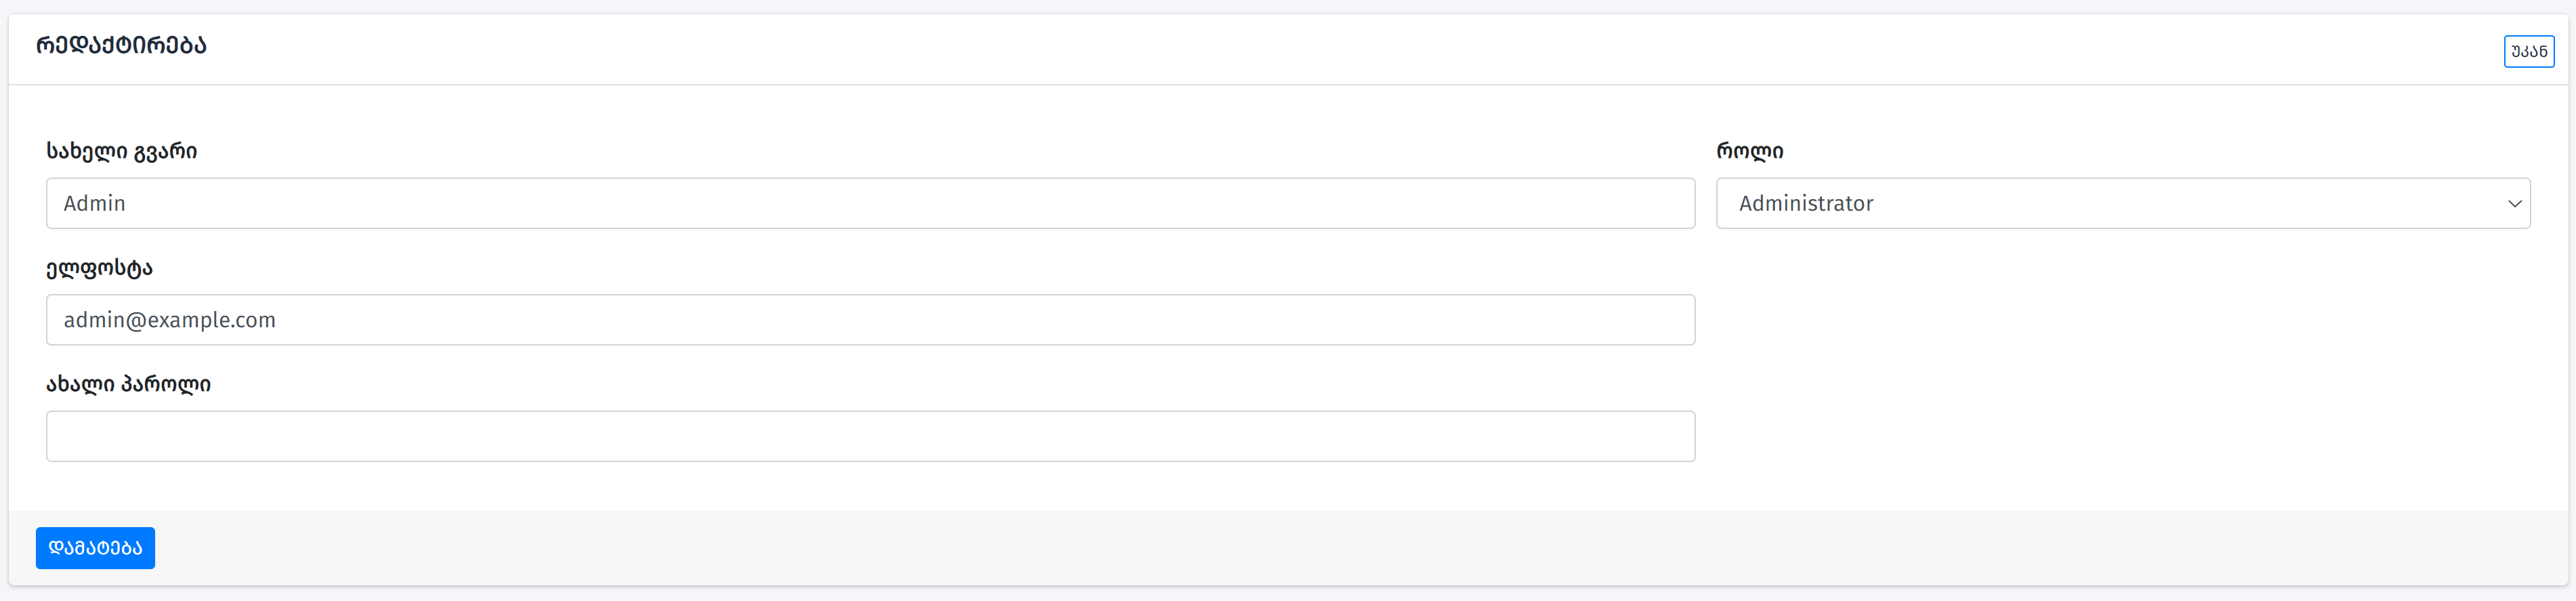 რედაქტირება
უკან
სახელი გვარი
როლი
Admin
Administrator
ელფოსტა
admin@example.com
ახალი პაროლი
დამატება